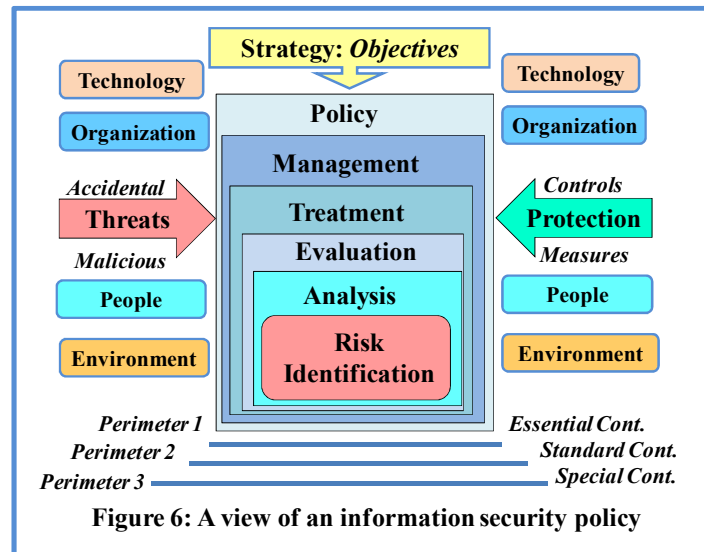 Strategy: Objectives
Technology
Organization
Accidental
Threats
Malicious
People
Environment
Policy
Management
Treatment
Evaluation
Analysis
Risk
Identification
Technology
Organization
Controls
Protection
Measures
People
Environment
Perimeter 1
Essential Cont.
Perimeter 2
Standard Cont.
Perimeter 3
Special Cont.
Figure 6: A view of an information security policy